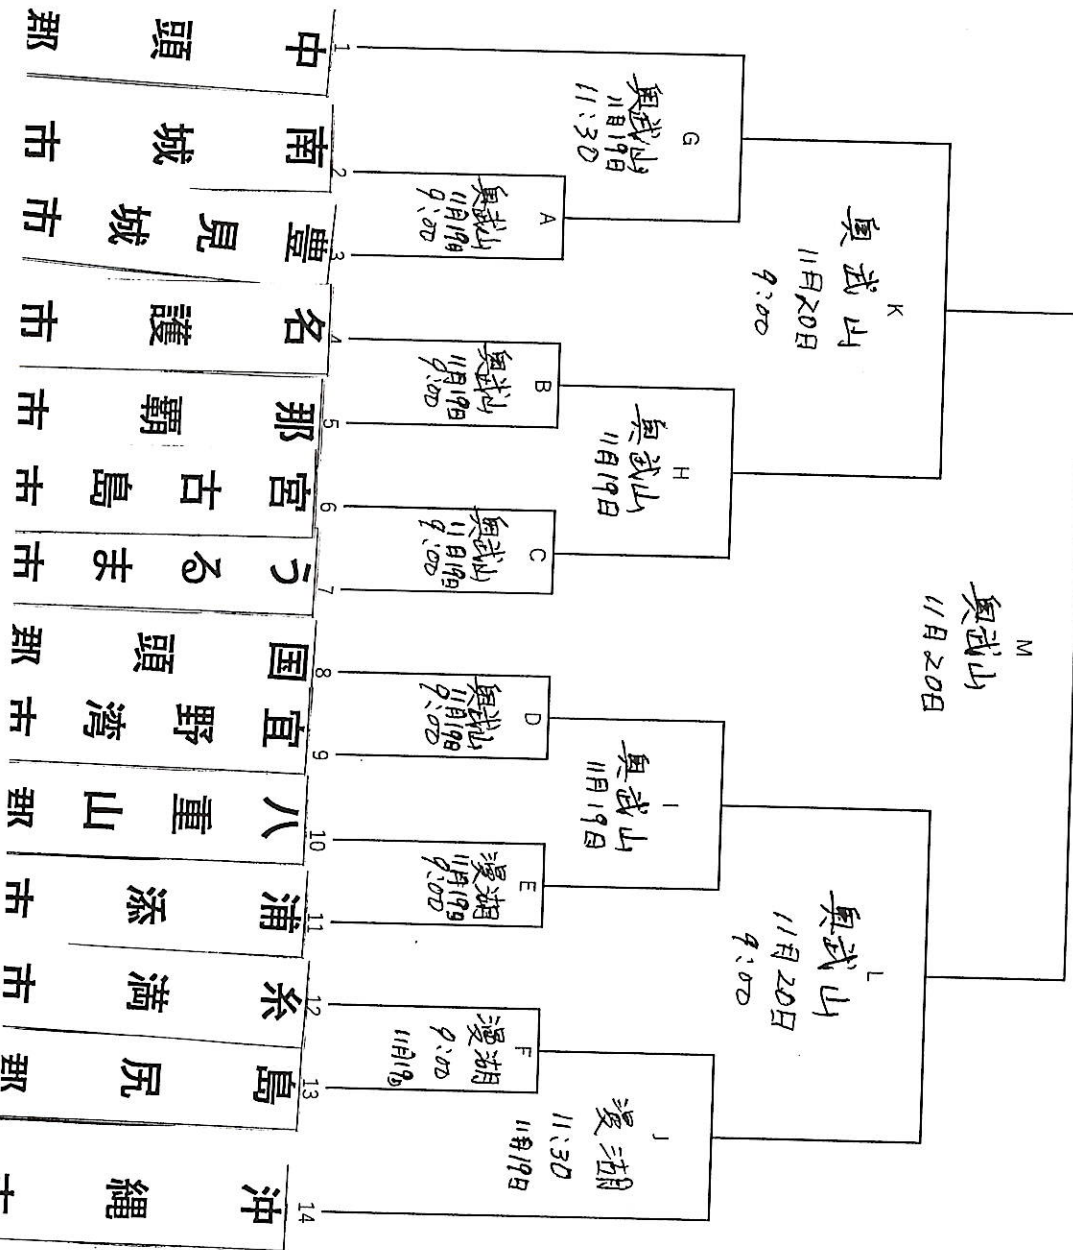 中頭郡
1
南城市
2
豊見城市
3
名護市
4
那覇市
5
宮古島市
6
うるま市
7
国頭郡
8
宜野湾市
9
八重山郡
10
浦添市
11
糸満市
12
島尻郡
13
沖縄
14
A
奥武山
11月19日
9:00
B
奥武山
11月19日
9:00
C
奥武山
11月19日
9:00
D
奥武山
11月19日
9:00
E
漫湖
11月19日
9:00
F
漫湖
9:00
11月19日
G
奥武山
11月19日
11:30
H
奥武山
11月19日
I
奥武山
11月19日
J
漫湖
11:30
11月19日
K
奥武山
11月20日
9:00
L
奥武山
11月20日
9:00
M
奥武山
11月20日